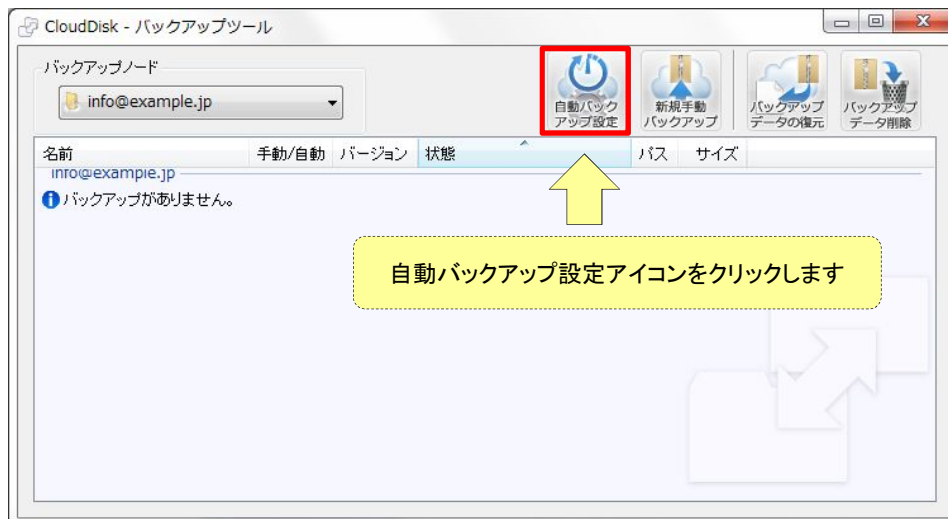 CloudDisk - バックアップツール
バックアップノード
info@example.jp
自動バック
アップ設定
新規手動
バックアップ
バックアップ
データの復元
バックアップ
データ削除
名前 手動/自動 バージョン 状態 パス サイズ
info@example.jp
バックアップがありません。
自動バックアップ設定アイコンをクリックします